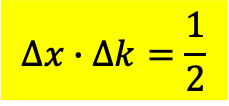 Δx · Δk = 1/2